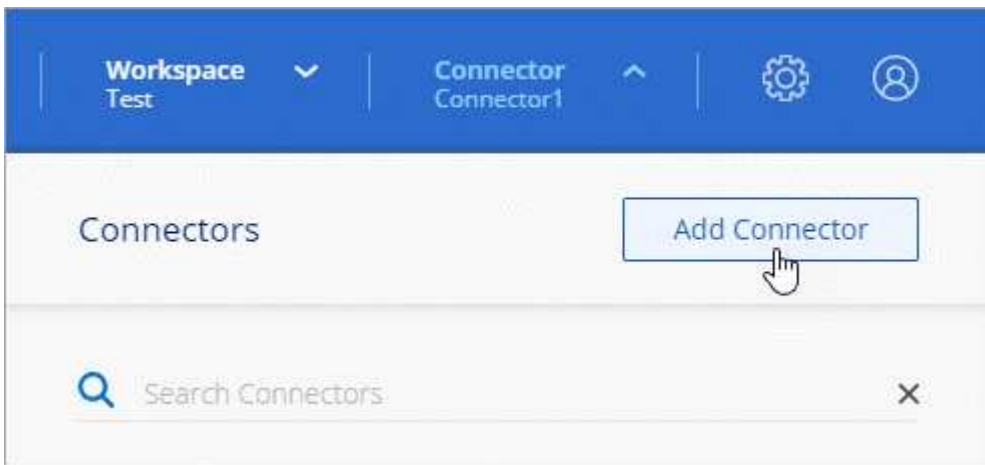 Workspace
Test
Connector
Connector1
Connectors
Add Connector
Search Connectors